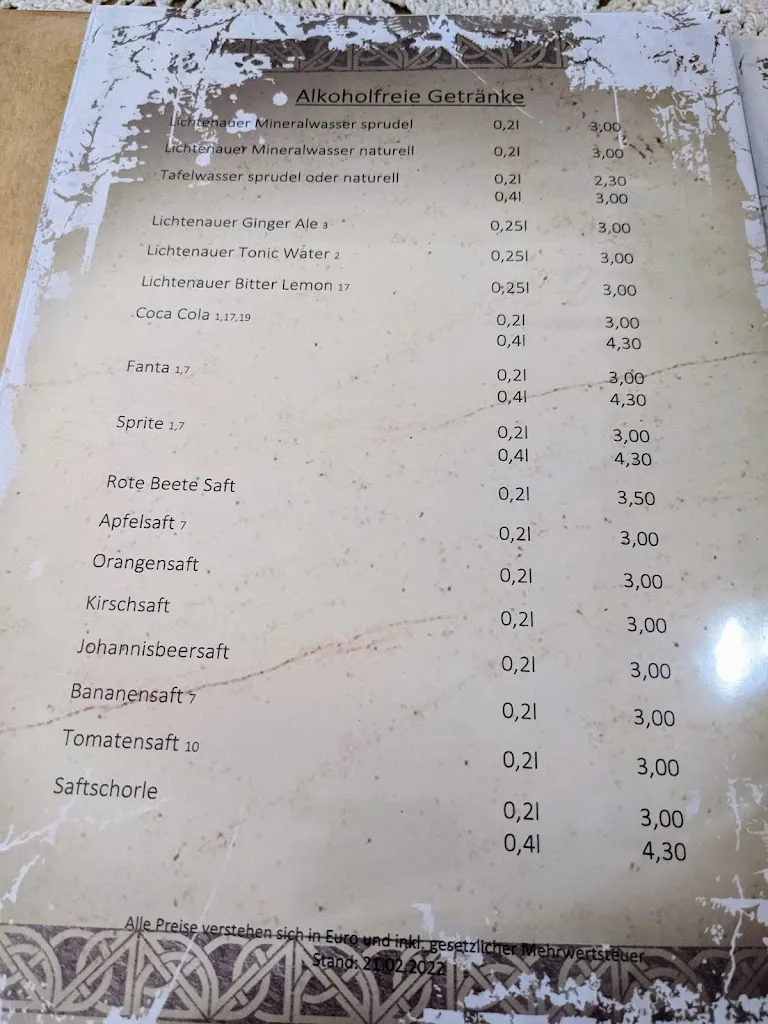 Alkoholfreie Getränke
Lichtenauer Mineralwasser sprudel 0,2l 3,00
Lichtenauer Mineralwasser naturell 0,2l 3,00
Tafelwasser sprudel oder naturell 0,2l 2,30
0,4l 3,00
Lichtenauer Ginger Ale 3 0,25l 3,00
Lichtenauer Tonic Water 2 0,25l 3,00
Lichtenauer Bitter Lemon 17 0,25l 3,00
Coca Cola 1,17,19 0,2l 3,00
0,4l 4,30
Fanta 1,7 0,2l 3,00
0,4l 4,30
Sprite 1,7 0,2l 3,00
0,4l 4,30
Rote Beete Saft 0,2l 3,50
Apfelsaft 7 0,2l 3,00
Orangensaft 0,2l 3,00
Kirschsaft 0,2l 3,00
Johannisbeersaft 0,2l 3,00
Bananensaft 7 0,2l 3,00
Tomatensaft 10 0,2l 3,00
Saftschorle 0,2l 3,00
0,4l 4,30
Alle Preise verstehen sich in Euro und inkl. gesetzlicher Mehrwertsteuer
Stand: 21.02.2022